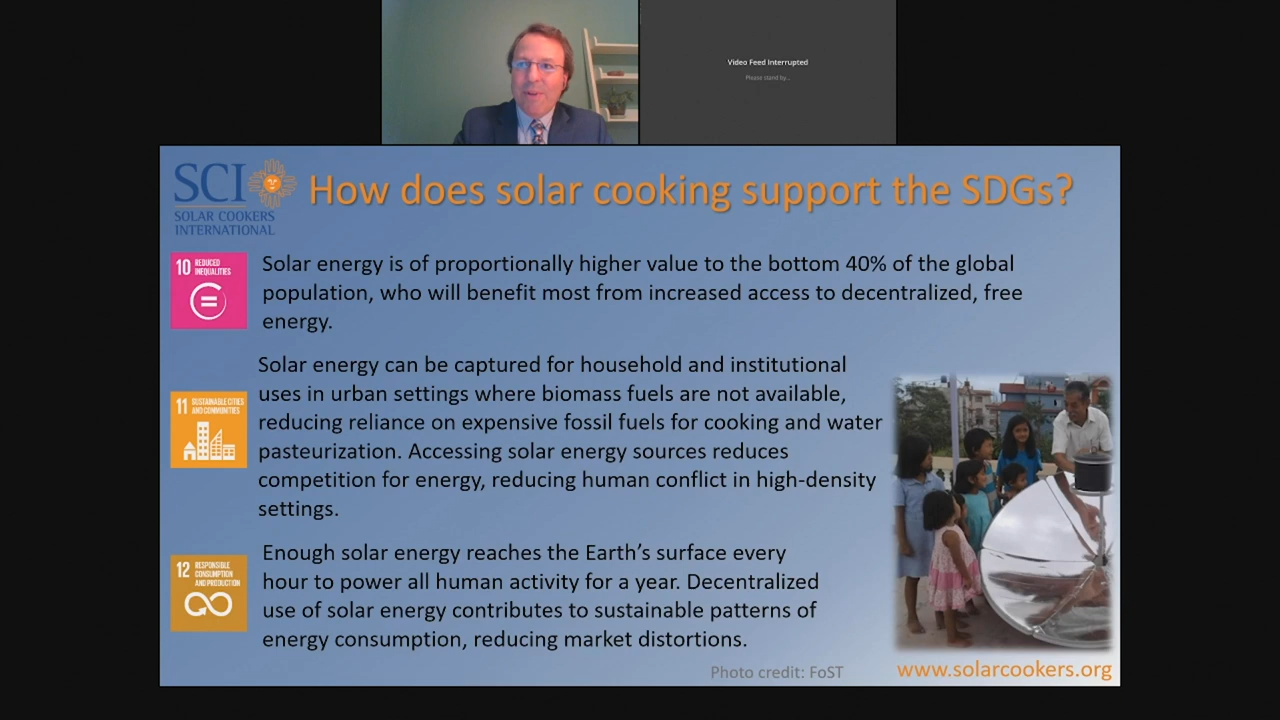 Video Feed Interrupted
Please stand by...
SCI
SOLAR COOKERS
INTERNATIONAL
How does solar cooking support the SDGs?
10 REDUCED
INEQUALITIES
Solar energy is of proportionally higher value to the bottom 40% of the global
population, who will benefit most from increased access to decentralized, free
energy.
11 SUSTAINABLE CITIES
AND COMMUNITIES
Solar energy can be captured for household and institutional
uses in urban settings where biomass fuels are not available,
reducing reliance on expensive fossil fuels for cooking and water
pasteurization. Accessing solar energy sources reduces
competition for energy, reducing human conflict in high-density
settings.
12 RESPONSIBLE
CONSUMPTION
AND PRODUCTION
Enough solar energy reaches the Earth’s surface every
hour to power all human activity for a year. Decentralized
use of solar energy contributes to sustainable patterns of
energy consumption, reducing market distortions.
Photo credit: FoST
www.solarcookers.org